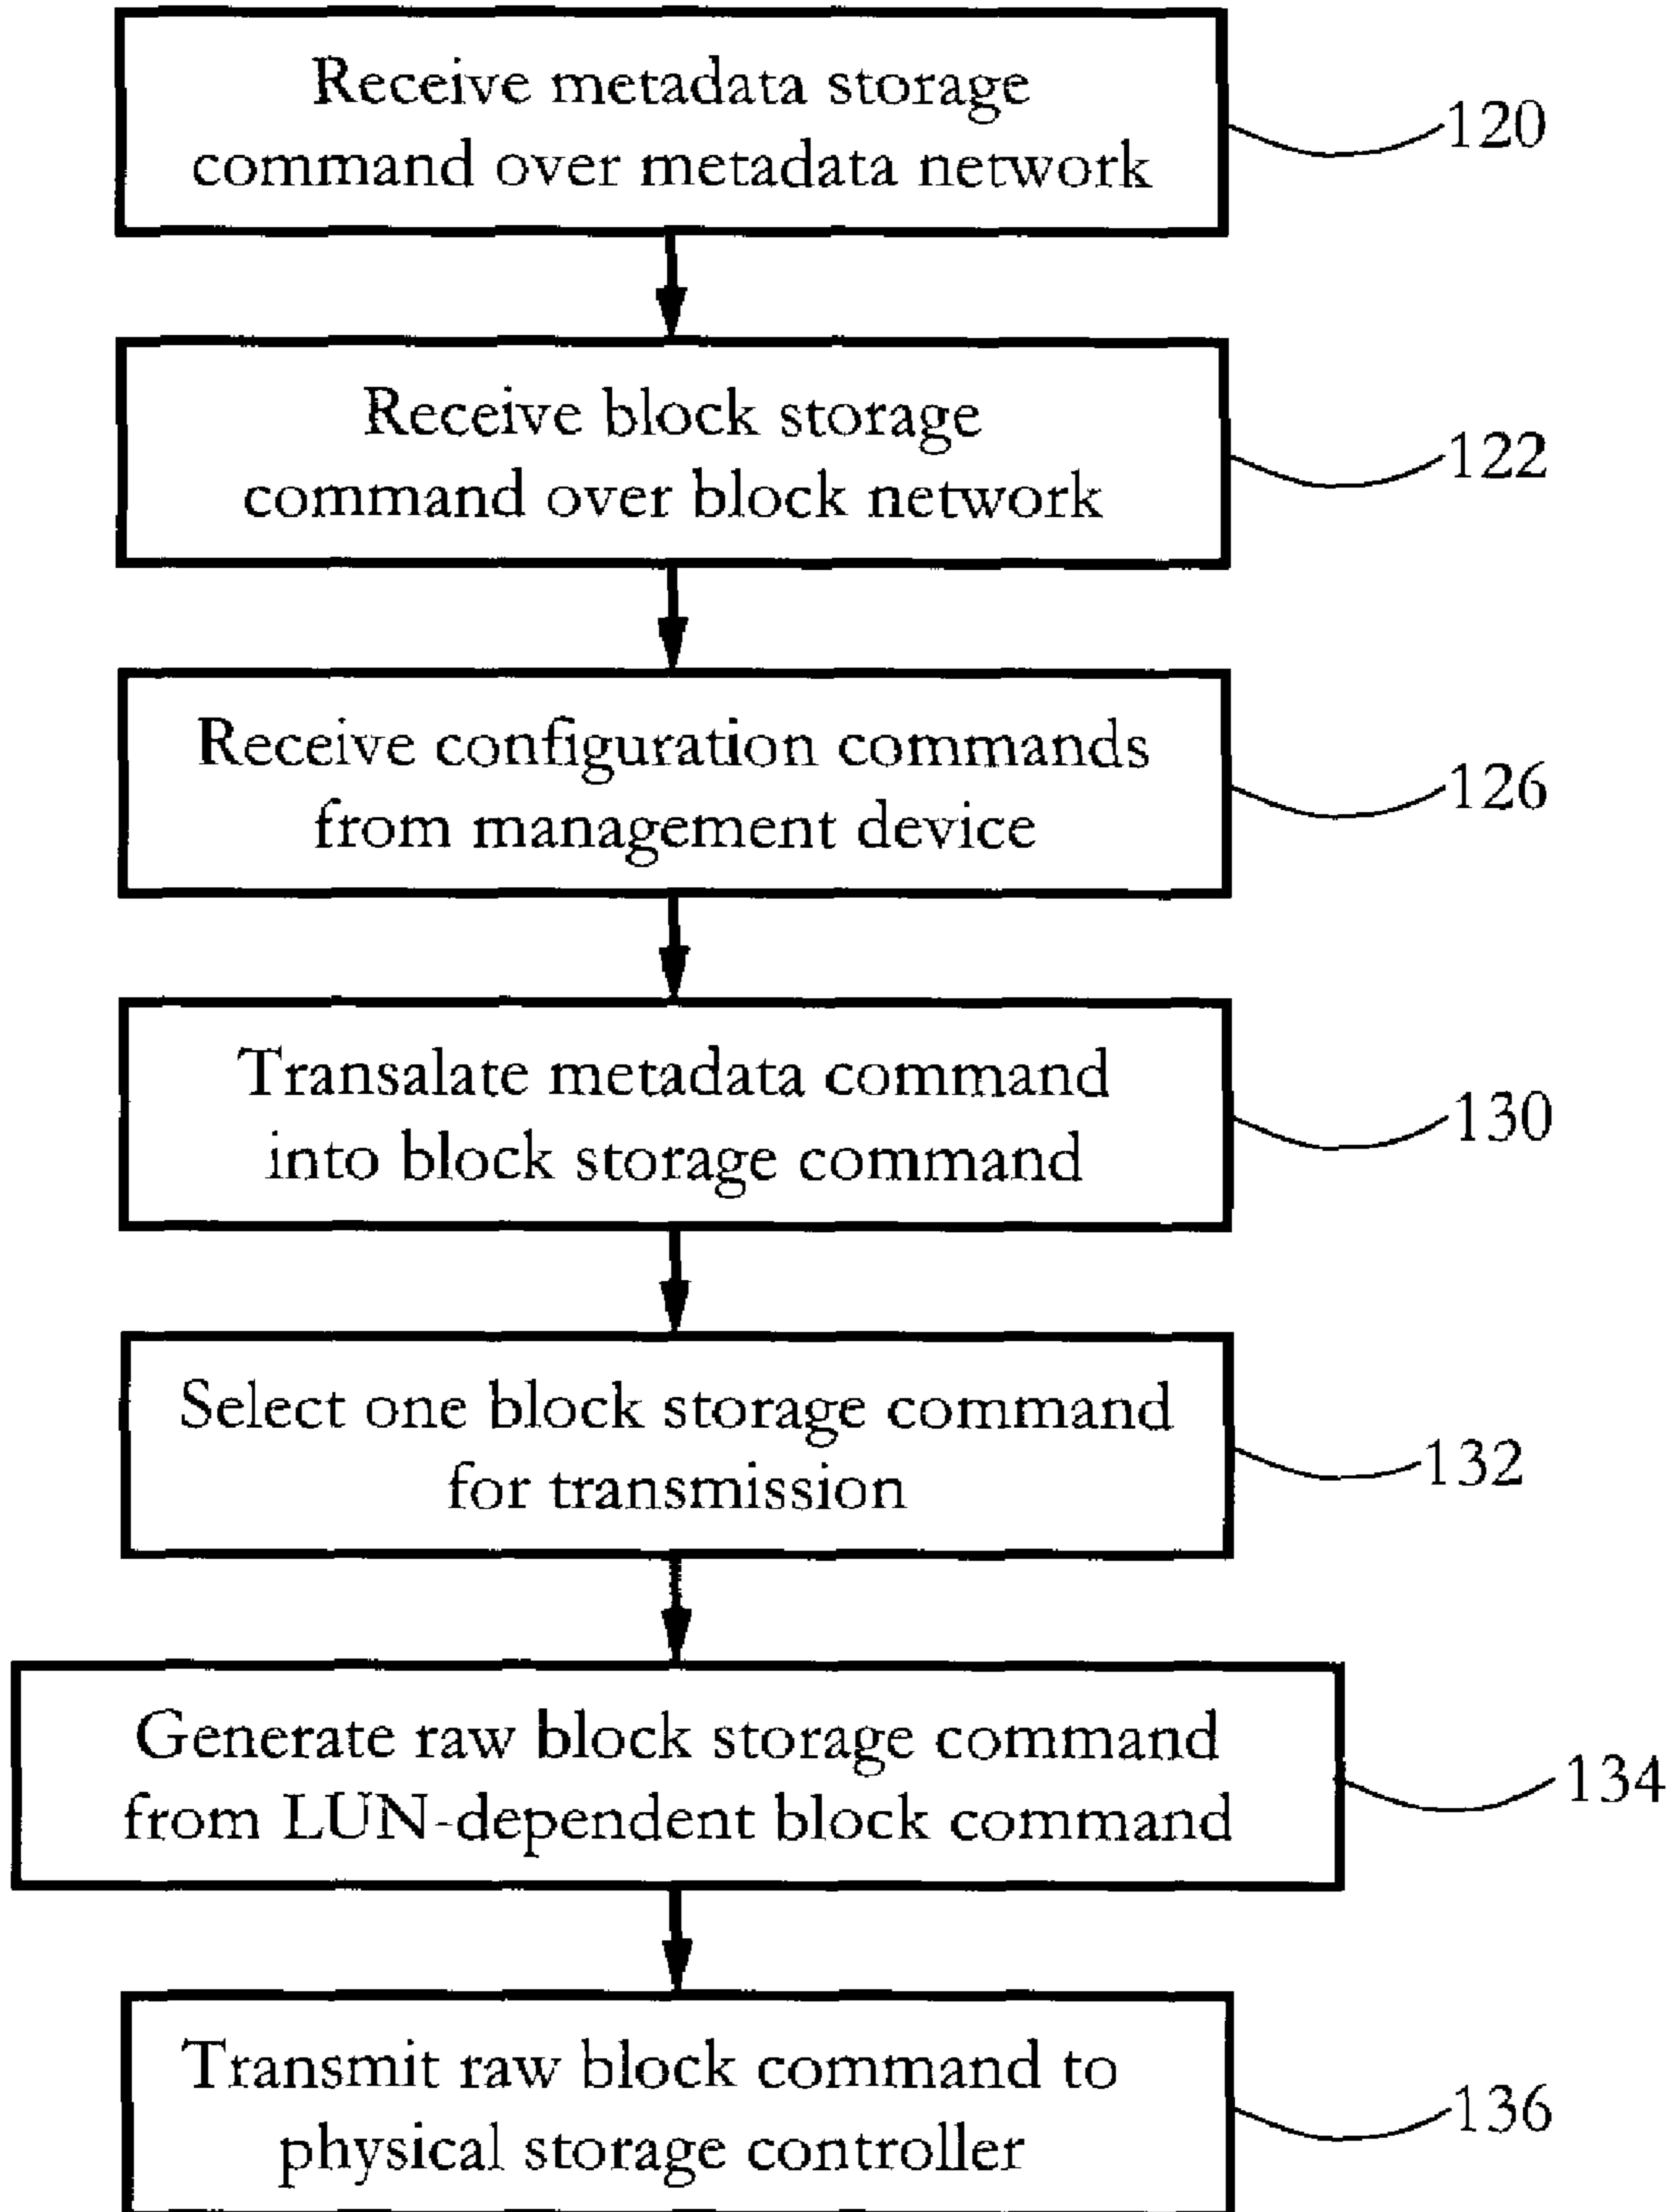 Receive metadata storage
command over metadata network
120
Receive block storage
command over block network
122
Receive configuration commands
from management device
126
Transalate metadata command
into block storage command
130
Select one block storage command
for transmission
132
Generate raw block storage command
from LUN-dependent block command
134
Transmit raw block command to
physical storage controller
136